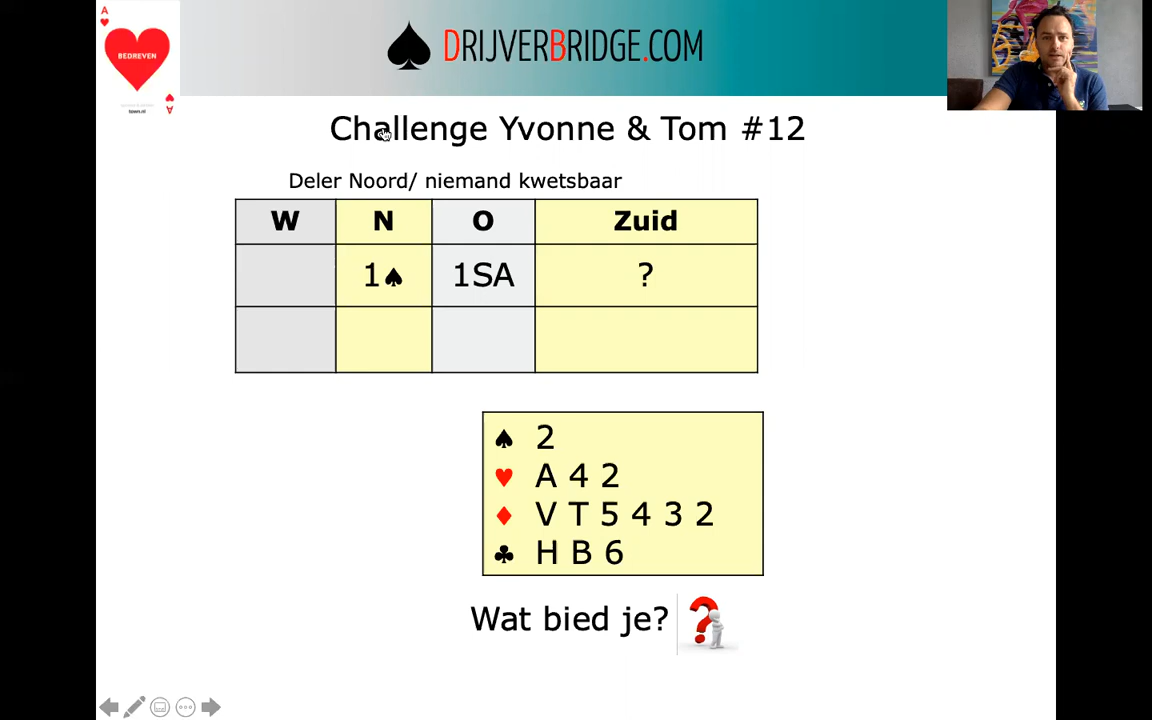 A
BEDREVEN
A
DRIJVERBRIDGE.COM
Challenge Yvonne & Tom #12
Deler Noord/ niemand kwetsbaar
W N O Zuid
1♠ 1SA ?
♠ 2
♥ A 4 2
♦ V T 5 4 3 2
♣ H B 6
Wat bied je?